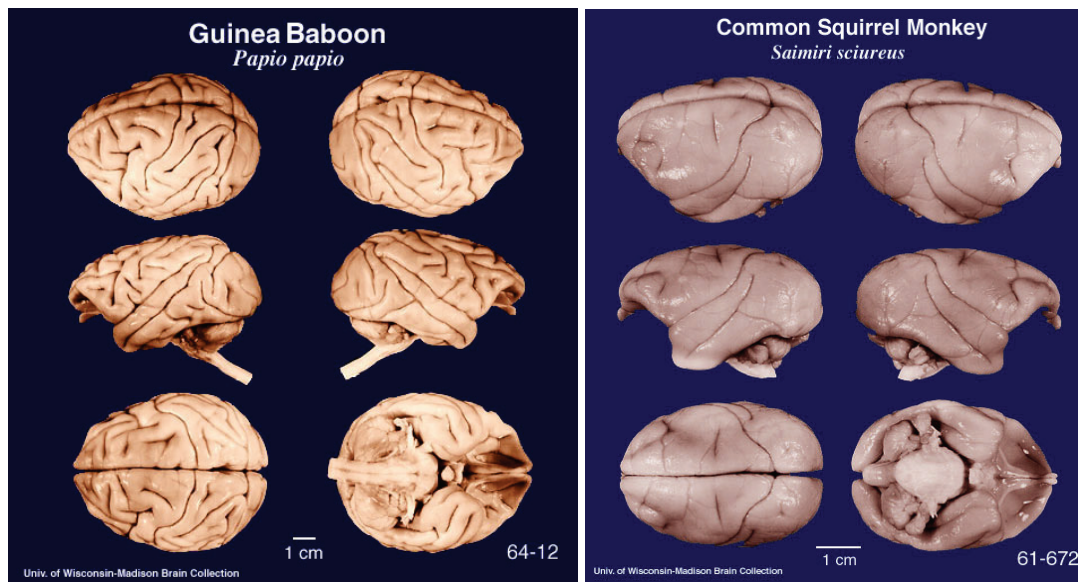 Guinea Baboon
Papio papio
1 cm
64-12
Univ. of Wisconsin-Madison Brain Collection
Common Squirrel Monkey
Saimiri sciureus
1 cm
61-672
Univ. of Wisconsin-Madison Brain Collection